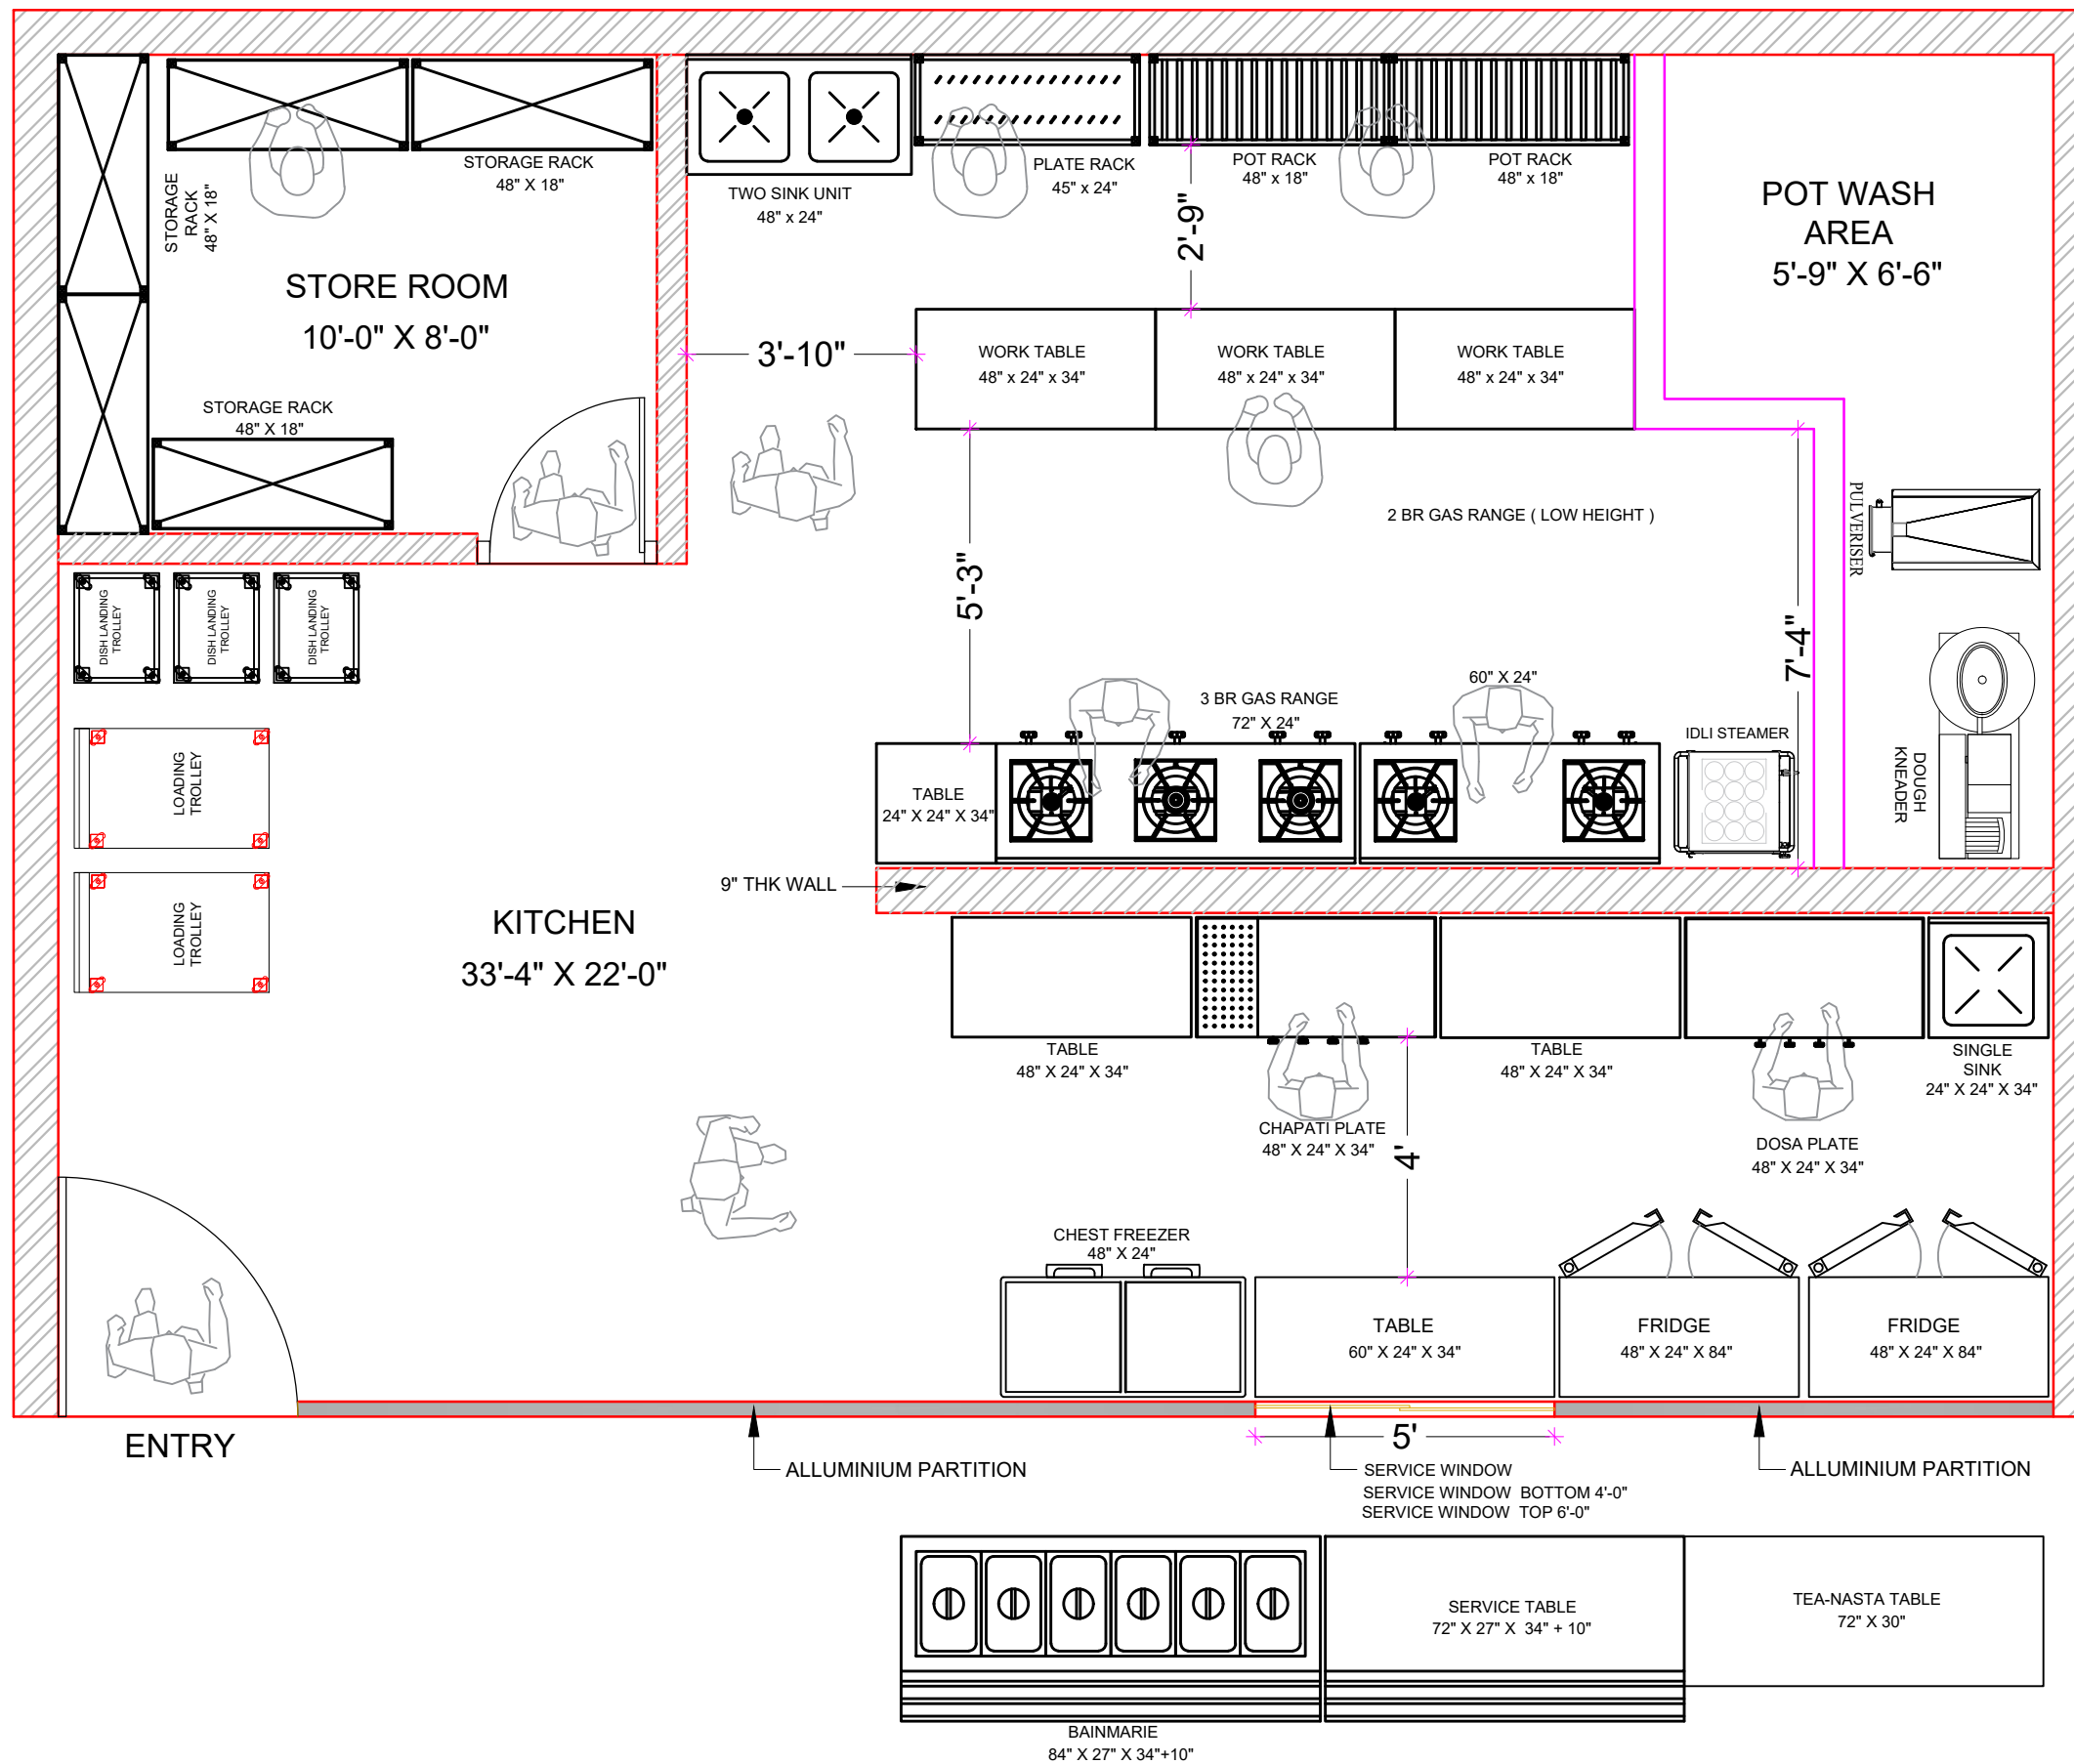 STORAGE RACK
48" X 18"
STORAGE
RACK
48" X 18"
STORE ROOM
10'-0" X 8'-0"
STORAGE RACK
48" X 18"
TWO SINK UNIT
48" x 24"
PLATE RACK
45" x 24"
POT RACK
48" x 18"
POT RACK
48" x 18"
2'-9"
POT WASH
AREA
5'-9" X 6'-6"
3'-10"
WORK TABLE
48" x 24" x 34"
WORK TABLE
48" x 24" x 34"
WORK TABLE
48" x 24" x 34"
5'-3"
2 BR GAS RANGE ( LOW HEIGHT )
7'-4"
PULVERISER
DISH LANDING
TROLLEY
DISH LANDING
TROLLEY
DISH LANDING
TROLLEY
LOADING
TROLLEY
LOADING
TROLLEY
3 BR GAS RANGE
72" X 24"
60" X 24"
IDLI STEAMER
DOUGH
KNEADER
TABLE
24" X 24" X 34"
9" THK WALL
KITCHEN
33'-4" X 22'-0"
TABLE
48" X 24" X 34"
CHAPATI PLATE
48" X 24" X 34"
4'
TABLE
48" X 24" X 34"
DOSA PLATE
48" X 24" X 34"
SINGLE
SINK
24" X 24" X 34"
CHEST FREEZER
48" X 24"
TABLE
60" X 24" X 34"
FRIDGE
48" X 24" X 84"
FRIDGE
48" X 24" X 84"
ENTRY
5'
ALLUMINIUM PARTITION
SERVICE WINDOW
SERVICE WINDOW BOTTOM 4'-0"
SERVICE WINDOW TOP 6'-0"
ALLUMINIUM PARTITION
SERVICE TABLE
72" X 27" X 34" + 10"
TEA-NASTA TABLE
72" X 30"
BAINMARIE
84" X 27" X 34"+10"